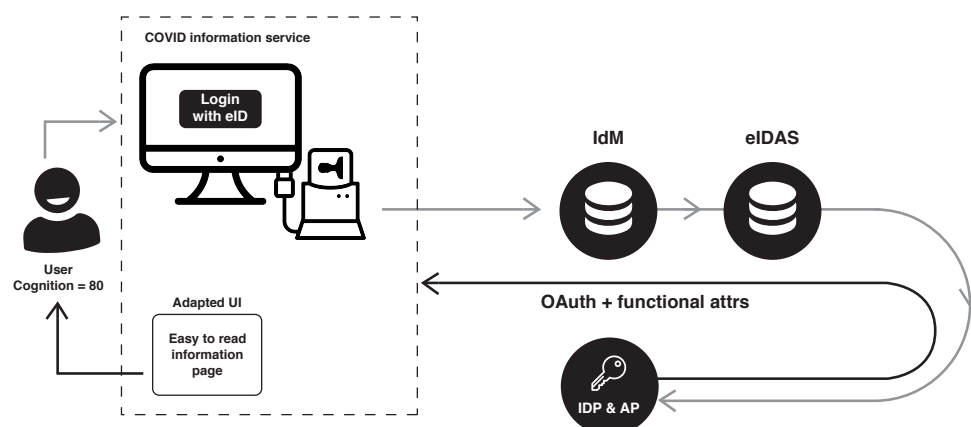 COVID information service
Login
with eID
IdM
eIDAS
User
Cognition = 80
OAuth + functional attrs
Adapted UI
Easy to read
information
page
IDP & AP